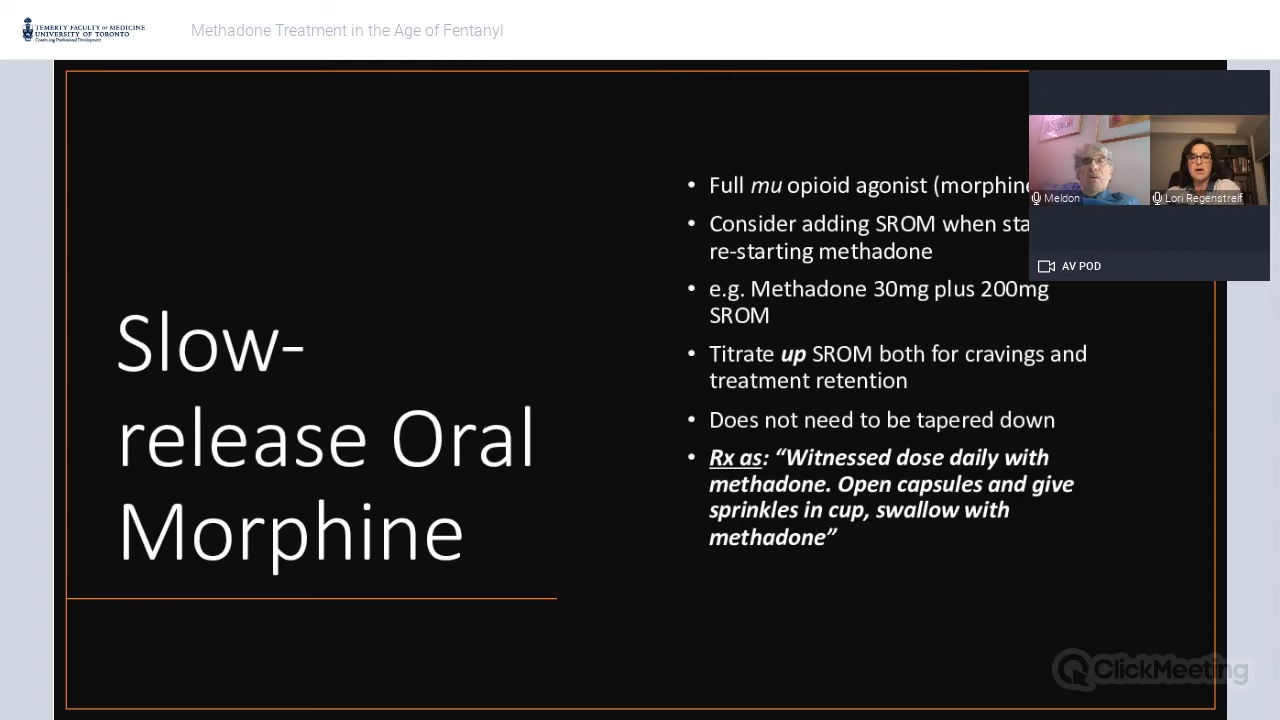 TEMERTY FACULTY OF MEDICINE
UNIVERSITY OF TORONTO
Continuing Professional Development
Methadone Treatment in the Age of Fentanyl
Slow-
release Oral
Morphine
• Full mu opioid agonist (morphine
• Consider adding SROM when sta
re-starting methadone
• e.g. Methadone 30mg plus 200mg
SROM
• Titrate up SROM both for cravings and
treatment retention
• Does not need to be tapered down
• Rx as: “Witnessed dose daily with
methadone. Open capsules and give
sprinkles in cup, swallow with
methadone”
Meldon
Lori Regenstreif
AV POD
ClickMeeting